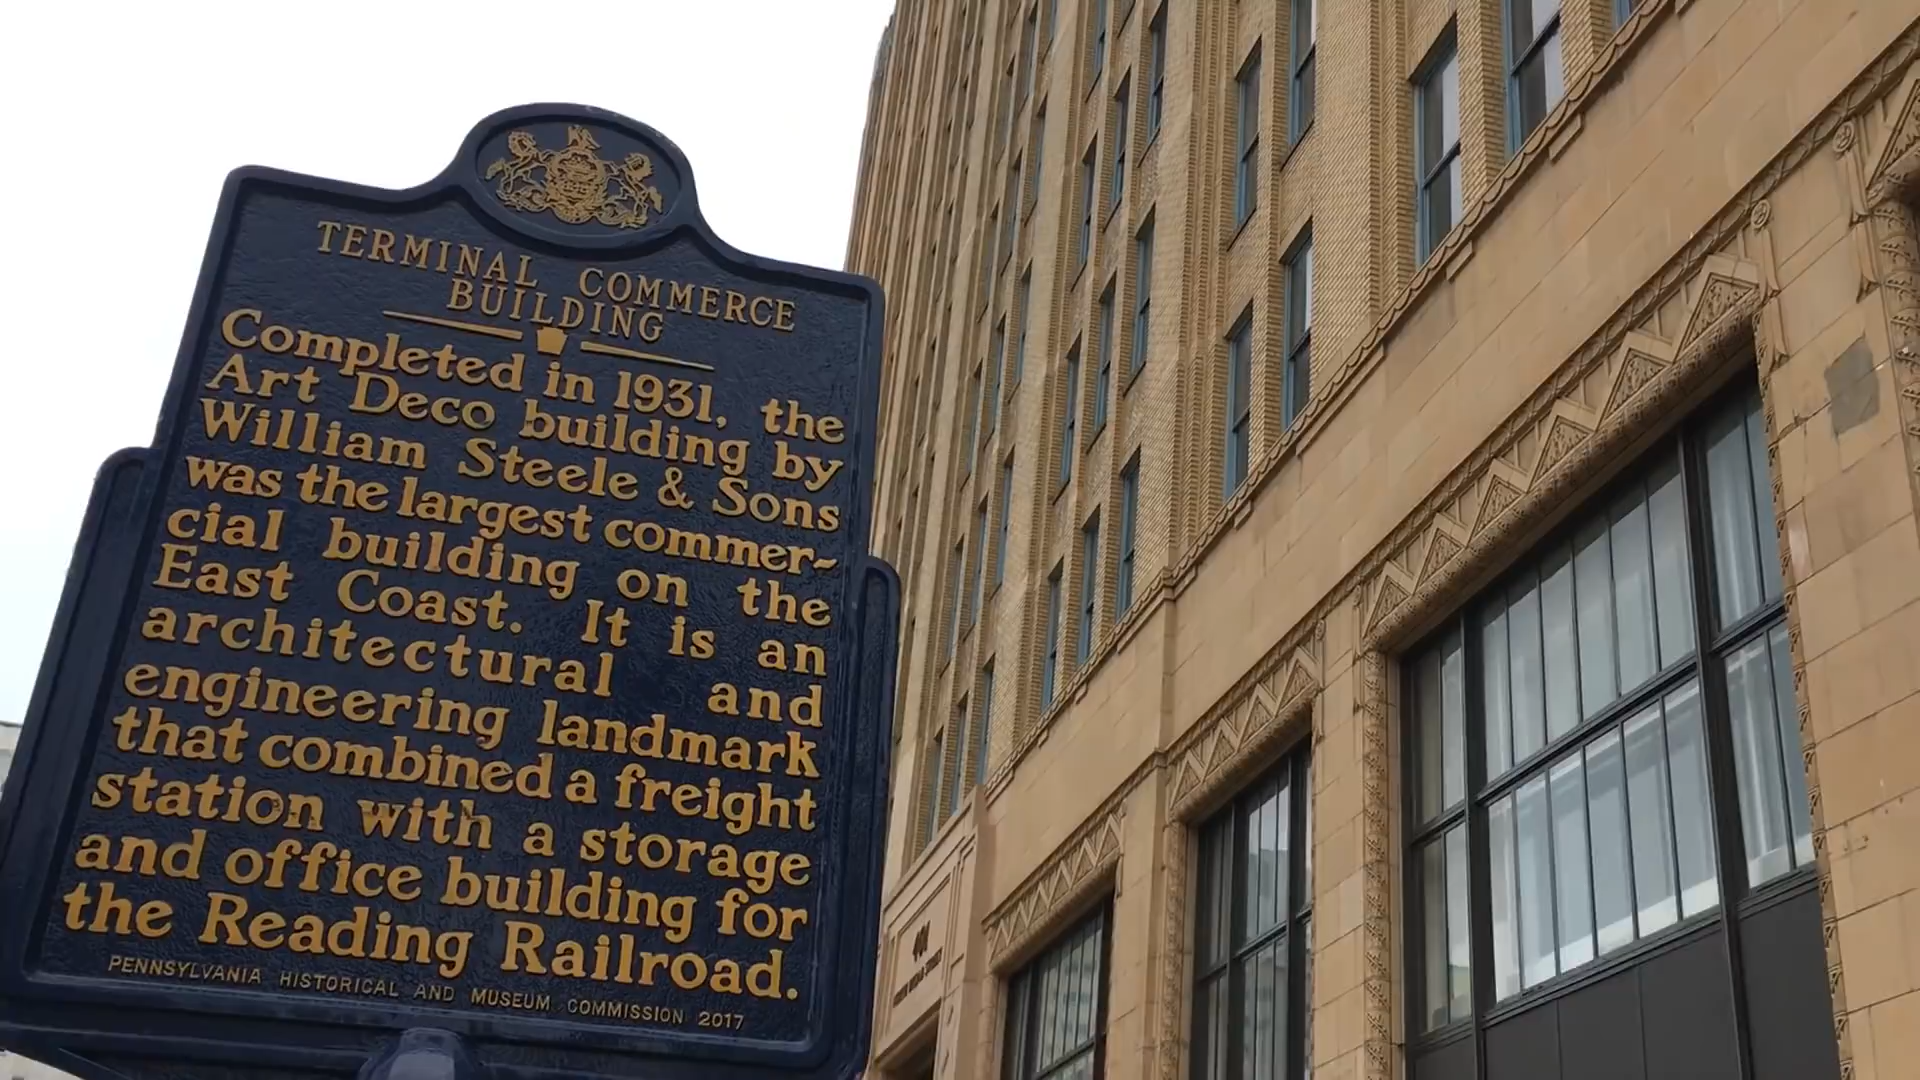 TERMINAL COMMERCE
BUILDING
Completed in 1931, the
Art Deco building by
William Steele & Sons
was the largest commer-
cial building on the
East Coast. It is an
architectural and
engineering landmark
that combined a freight
station with a storage
and office building for
the Reading Railroad.
PENNSYLVANIA HISTORICAL AND MUSEUM COMMISSION 2017
401